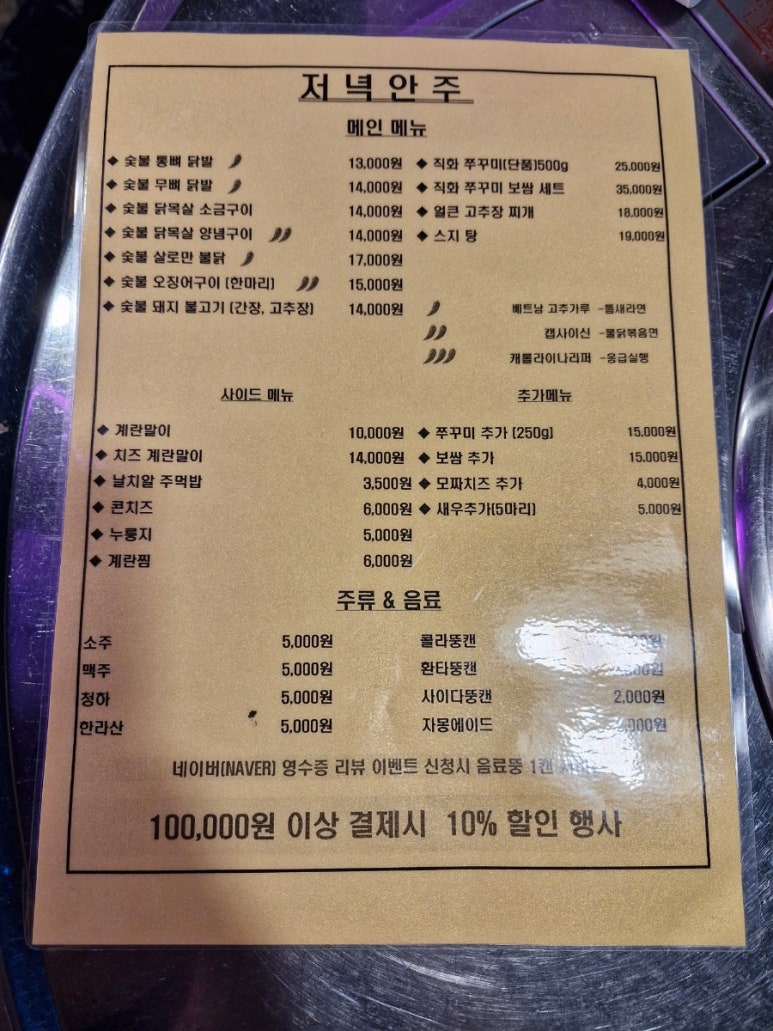 저녁안주
메인 메뉴
◆ 숯불 통뼈 닭발 13,000원
◆ 숯불 무뼈 닭발 14,000원
◆ 숯불 닭목살 소금구이 14,000원
◆ 숯불 닭목살 양념구이 14,000원
◆ 숯불 살로만 불닭 17,000원
◆ 숯불 오징어구이 (한마리) 15,000원
◆ 숯불 돼지 불고기 (간장, 고추장) 14,000원
◆ 직화 쭈꾸미(단품)500g 25,000원
◆ 직화 쭈꾸미 보쌈 세트 35,000원
◆ 얼큰 고추장 찌개 18,000원
◆ 스지 탕 19,000원
베트남 고추가루 -틈새라면
캡사이신 -불닭볶음면
캐롤라이나리퍼 -응급실행
사이드 메뉴
◆ 계란말이 10,000원
◆ 치즈 계란말이 14,000원
◆ 날치알 주먹밥 3,500원
◆ 콘치즈 6,000원
◆ 누룽지 5,000원
◆ 계란찜 6,000원
추가메뉴
◆ 쭈꾸미 추가 (250g) 15,000원
◆ 보쌈 추가 15,000원
◆ 모짜치즈 추가 4,000원
◆ 새우추가(5마리) 5,000원
주류 & 음료
소주 5,000원
맥주 5,000원
청하 5,000원
한라산 5,000원
콜라뚱캔
환타뚱캔
사이다뚱캔 2,000원
자몽에이드
네이버(NAVER) 영수증 리뷰 이벤트 신청시 음료뚱 1캔
100,000원 이상 결제시 10% 할인 행사